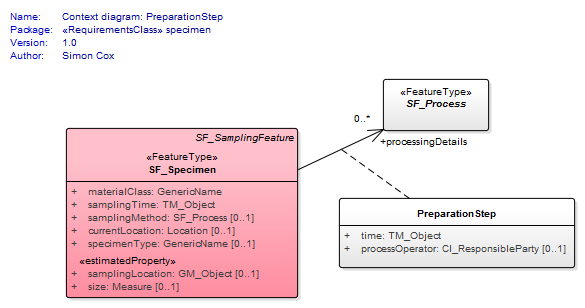 Name: Context diagram: PreparationStep
Package: «RequirementsClass» specimen
Version: 1.0
Author: Simon Cox
«FeatureType»
SF_Process
0..*
+processingDetails
SF_SamplingFeature
«FeatureType»
SF_Specimen
+ materialClass: GenericName
+ samplingTime: TM_Object
+ samplingMethod: SF_Process [0..1]
+ currentLocation: Location [0..1]
+ specimenType: GenericName [0..1]
«estimatedProperty»
+ samplingLocation: GM_Object [0..1]
+ size: Measure [0..1]
PreparationStep
+ time: TM_Object
+ processOperator: CI_ResponsibleParty [0..1]